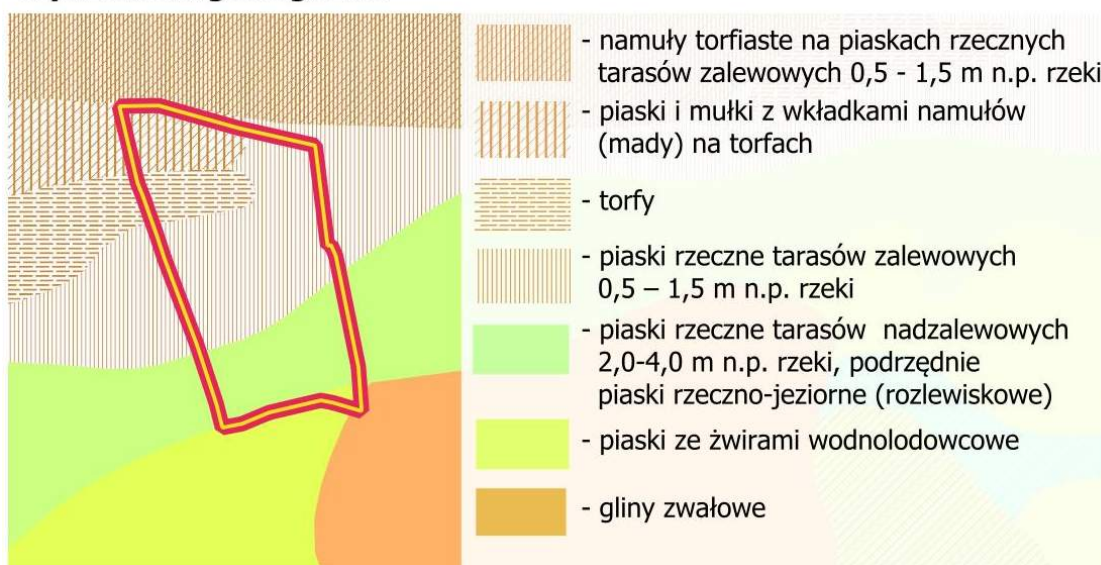 - namuły torfiaste na piaskach rzecznych
tarasów zalewowych 0,5 - 1,5 m n.p. rzeki
- piaski i mułki z wkładkami namułów
(mady) na torfach
- torfy
- piaski rzeczne tarasów zalewowych
0,5 – 1,5 m n.p. rzeki
- piaski rzeczne tarasów nadzalewowych
2,0-4,0 m n.p. rzeki, podrzędnie
piaski rzeczno-jeziorne (rozlewiskowe)
- piaski ze żwirami wodnolodowcowe
- gliny zwałowe